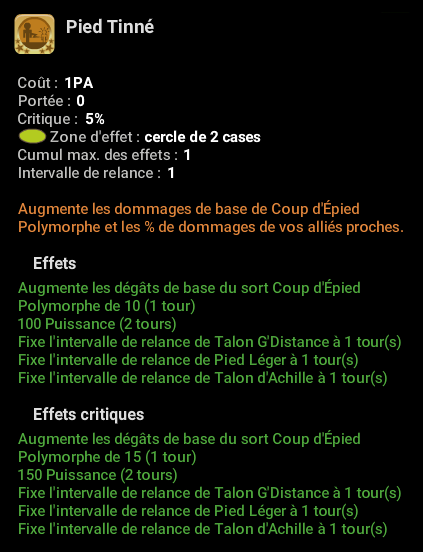 Pied Tinné
Coût : 1PA
Portée : 0
Critique : 5%
Zone d'effet : cercle de 2 cases
Cumul max. des effets : 1
Intervalle de relance : 1
Augmente les dommages de base de Coup d'Épied
Polymorphe et les % de dommages de vos alliés proches.
Effets
Augmente les dégâts de base du sort Coup d'Épied
Polymorphe de 10 (1 tour)
100 Puissance (2 tours)
Fixe l'intervalle de relance de Talon G'Distance à 1 tour(s)
Fixe l'intervalle de relance de Pied Léger à 1 tour(s)
Fixe l'intervalle de relance de Talon d'Achille à 1 tour(s)
Effets critiques
Augmente les dégâts de base du sort Coup d'Épied
Polymorphe de 15 (1 tour)
150 Puissance (2 tours)
Fixe l'intervalle de relance de Talon G'Distance à 1 tour(s)
Fixe l'intervalle de relance de Pied Léger à 1 tour(s)
Fixe l'intervalle de relance de Talon d'Achille à 1 tour(s)